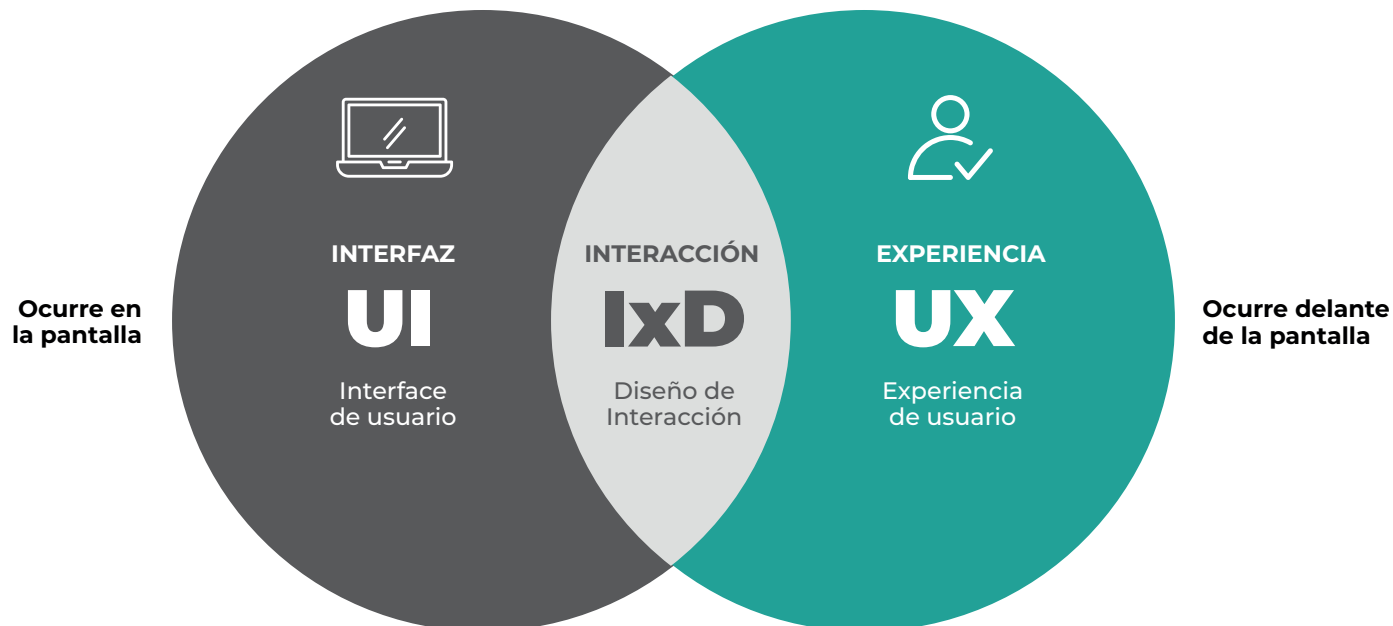 Ocurre en
la pantalla
INTERFAZ
UI
Interface
de usuario
INTERACCIÓN
IxD
Diseño de
Interacción
EXPERIENCIA
UX
Experiencia
de usuario
Ocurre delante
de la pantalla